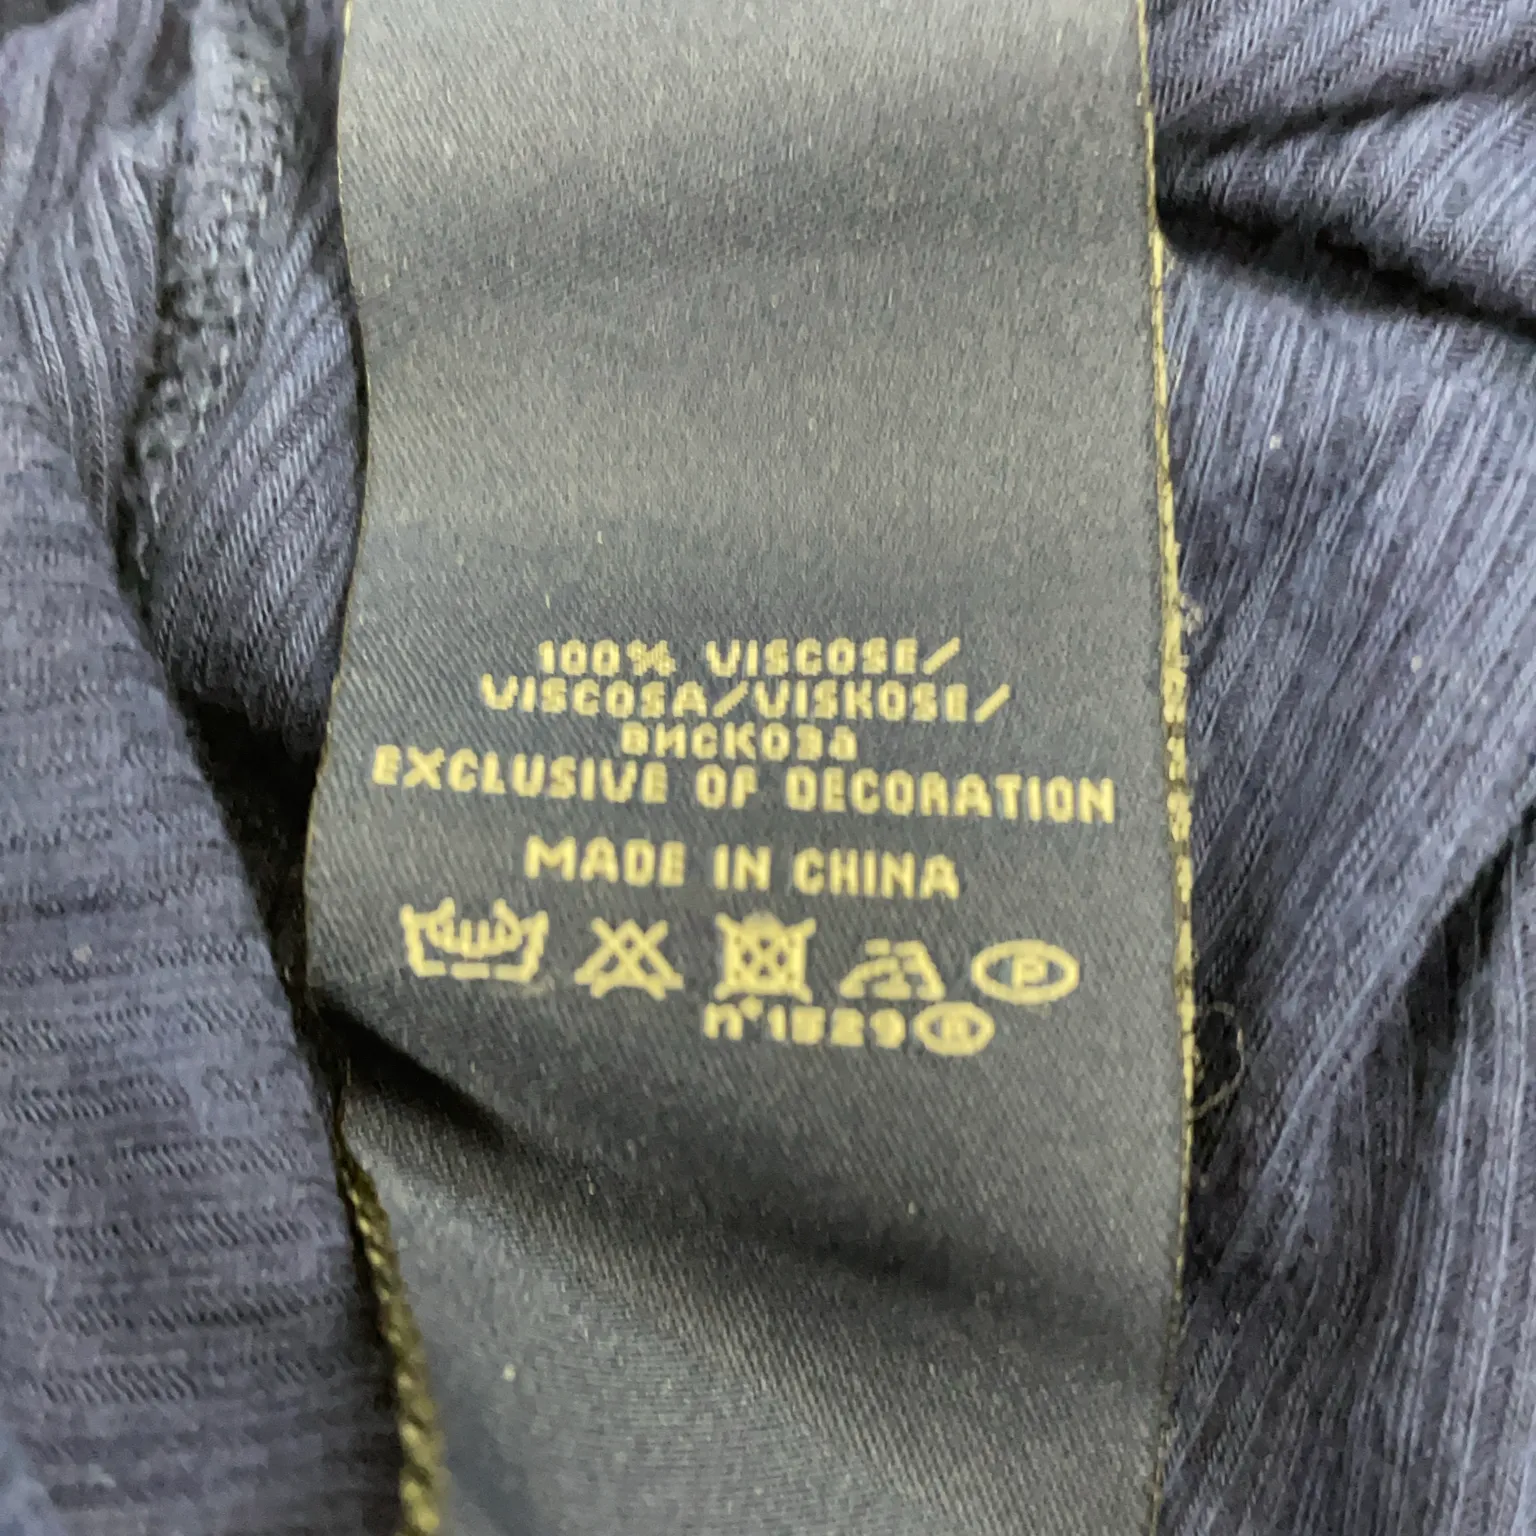 100% VISCOSE/
VISCOSA/VISKOSE/
вискоза
EXCLUSIVE OF DECORATION
MADE IN CHINA
P
n°1529 R